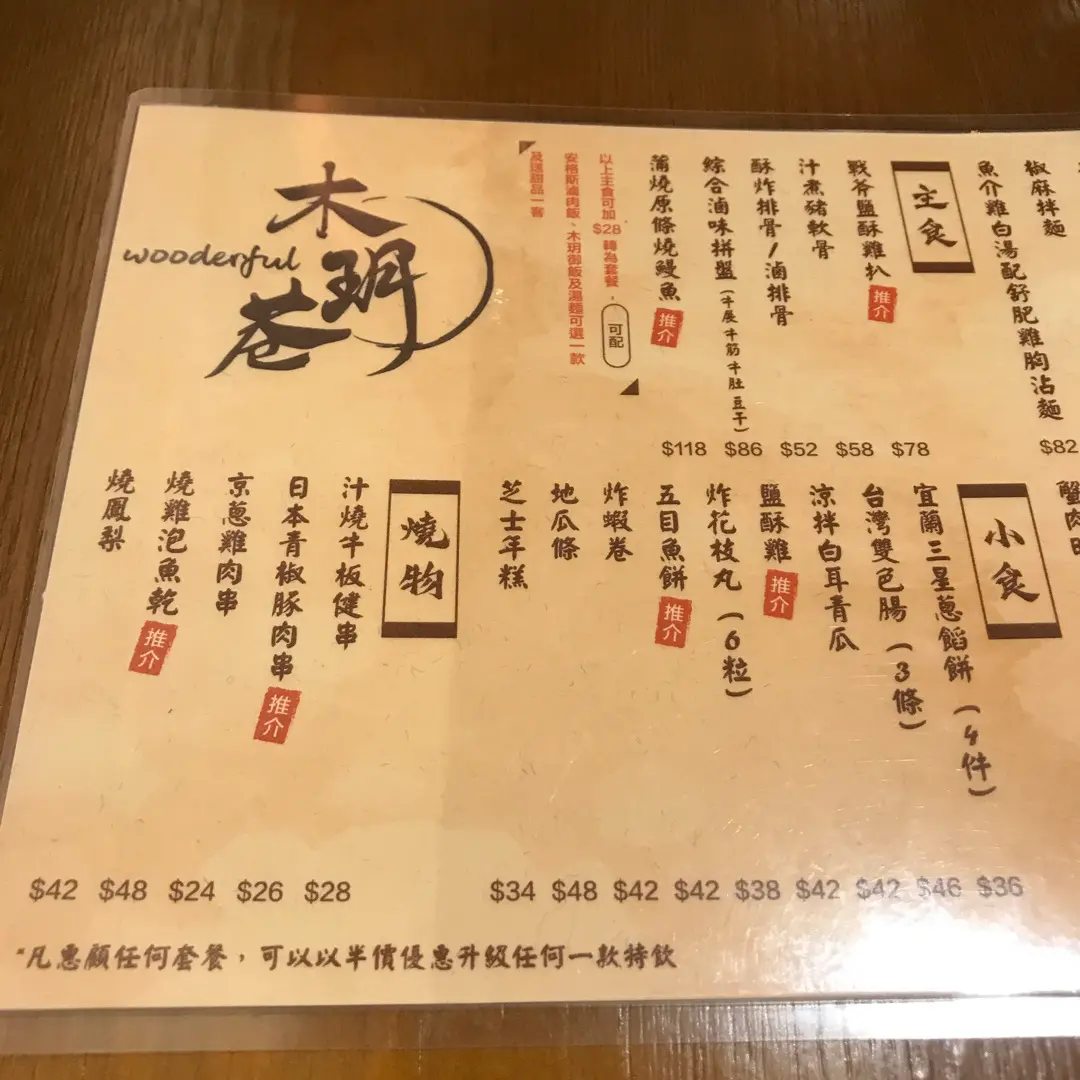 木玥巷
wooderful
椒麻拌麵
魚介雞白湯配舒肥雞胸沾麵
$82
主食
戰斧鹽酥雞扒 推介
汁煮豬軟骨
酥炸排骨/滷排骨
綜合滷味拼盤(牛展牛筋牛肚豆干)
蒲燒原條燒鰻魚 推介
$118 $86 $52 $58 $78
以上主食可加$28轉為套餐，可配
安格斯滷肉飯、木玥御飯及湯麵可選一款
及送甜品一客
蟹肉
小食
宜蘭三星蔥餡餅(4件)
台灣雙色腸(3條)
涼拌白耳青瓜
鹽酥雞 推介
炸花枝丸(6粒)
五目魚餅 推介
炸蝦卷
地瓜條
芝士年糕
$34 $48 $42 $42 $38 $42 $42 $46 $36
燒物
汁燒牛板健串
日本青椒豚肉串 推介
京蔥雞肉串
燒雞泡魚乾 推介
燒鳳梨
$42 $48 $24 $26 $28
*凡惠顧任何套餐，可以以半價優惠升級任何一款特飲